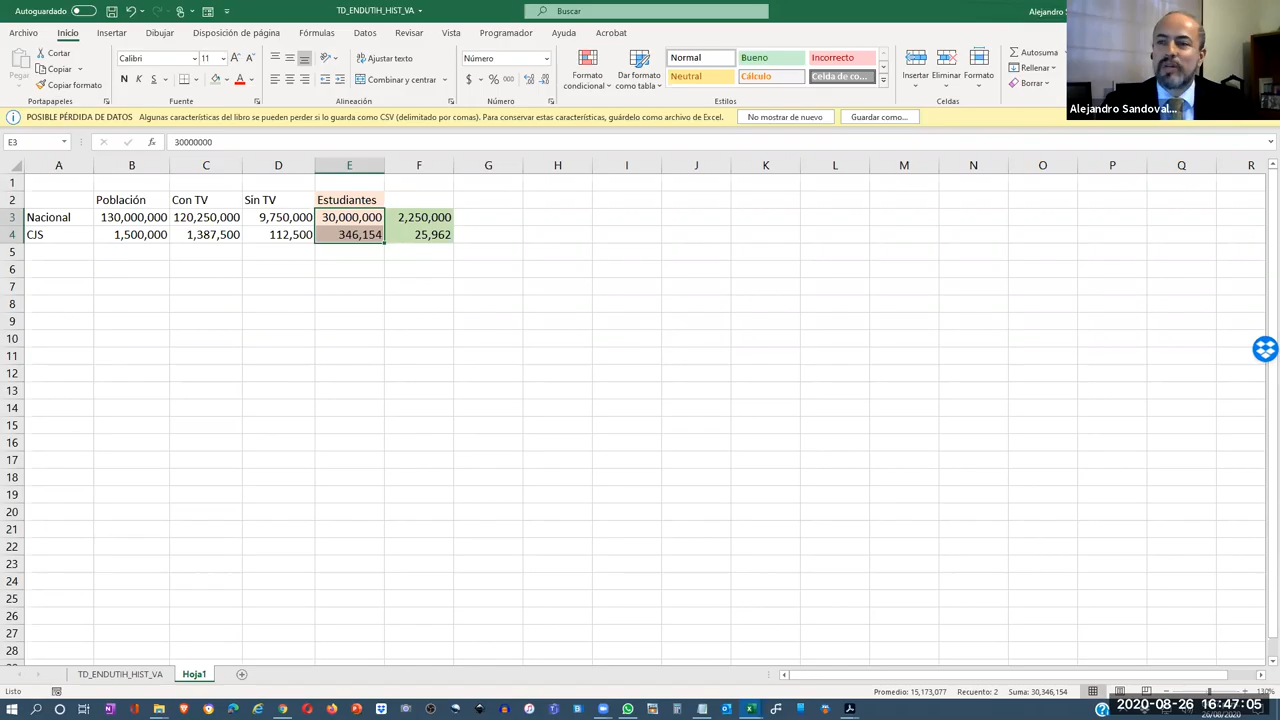 Autoguardado
TD_ENDUTIH_HIST_VA
Buscar
Alejandro S
Archivo Inicio Insertar Dibujar Disposición de página Fórmulas Datos Revisar Vista Programador Ayuda Acrobat
Pegar
Cortar
Copiar
Copiar formato
Portapapeles
Calibri 11
N K S
Fuente
Ajustar texto
Combinar y centrar
Alineación
Número
$ % 000
Número
Formato condicional
Dar formato como tabla
Normal Bueno Incorrecto
Neutral Cálculo Celda de co...
Estilos
Insertar Eliminar Formato
Celdas
Autosuma
Rellenar
Borrar
Alejandro Sandoval...
POSIBLE PÉRDIDA DE DATOS Algunas características del libro se pueden perder si lo guarda como CSV (delimitado por comas). Para conservar estas características, guárdelo como archivo de Excel. No mostrar de nuevo Guardar como...
E3 fx 30000000
A B C D E F G H I J K L M N O P Q R
1
2 Población Con TV Sin TV Estudiantes
3 Nacional 130,000,000 120,250,000 9,750,000 30,000,000 2,250,000
4 CJS 1,500,000 1,387,500 112,500 346,154 25,962
5
6
7
8
9
10
11
12
13
14
15
16
17
18
19
20
21
22
23
24
25
26
27
28
TD_ENDUTIH_HIST_VA Hoja1
Listo
Promedio: 15,173,077 Recuento: 2 Suma: 30,346,154
130%
2020-08-26 16:47:05